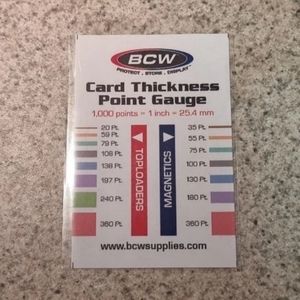 BCW
PROTECT . STORE . DISPLAY
Card Thickness
Point Gauge
1,000 points = 1 inch = 25.4 mm
20 Pt.
59 Pt.
79 Pt.
108 Pt.
138 Pt.
197 Pt.
240 Pt.
360 Pt.
TOPLOADERS
MAGNETICS
35 Pt.
55 Pt.
75 Pt.
100 Pt.
130 Pt.
180 Pt.
360 Pt.
www.bcwsupplies.com